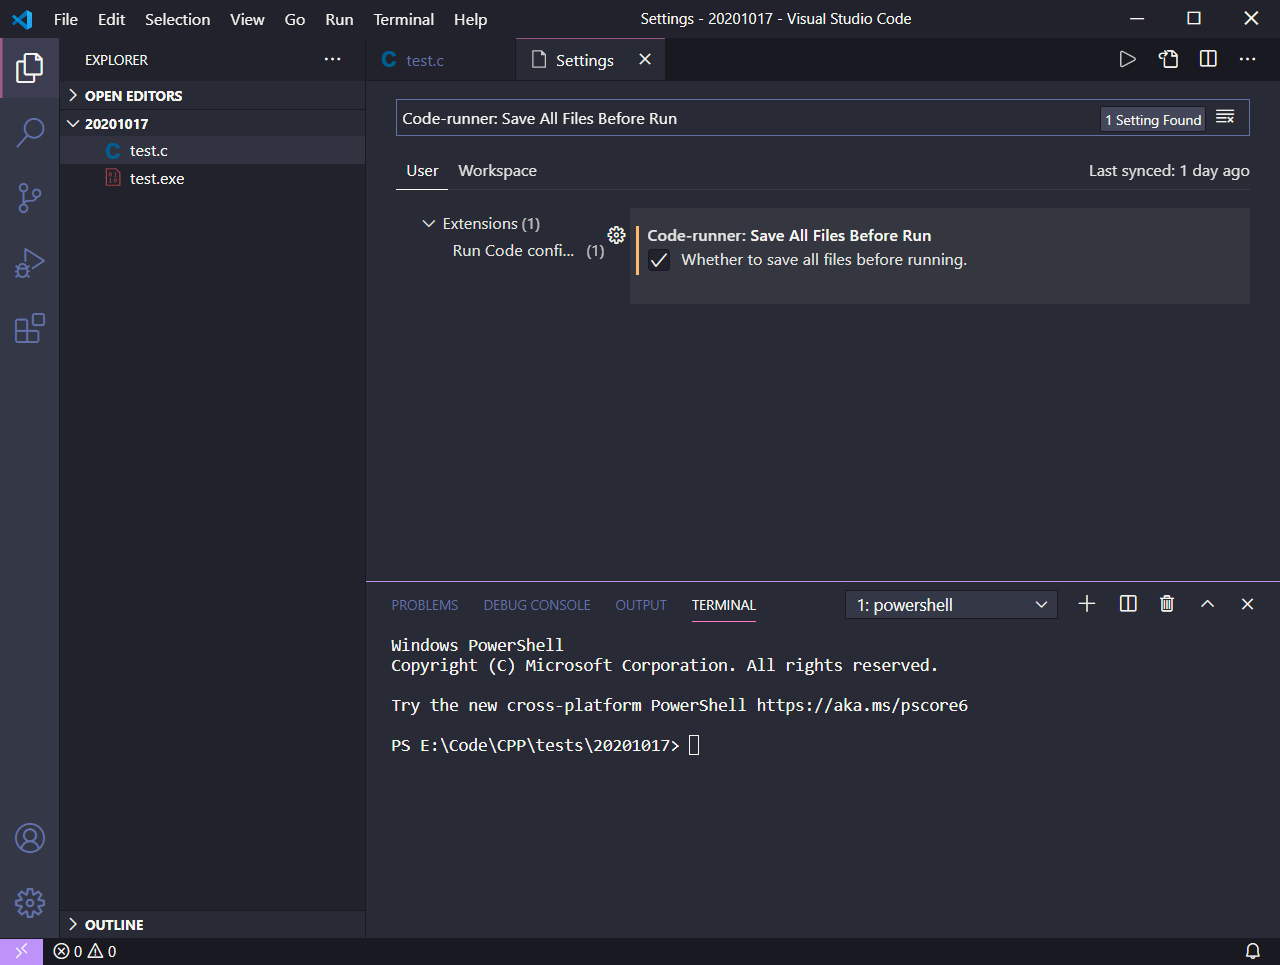 File Edit Selection View Go Run Terminal Help
Settings - 20201017 - Visual Studio Code
EXPLORER
OPEN EDITORS
20201017
C test.c
test.exe
OUTLINE
C test.c
Settings
Code-runner: Save All Files Before Run
1 Setting Found
User Workspace
Last synced: 1 day ago
Extensions (1)
Run Code confi... (1)
Code-runner: Save All Files Before Run
Whether to save all files before running.
PROBLEMS DEBUG CONSOLE OUTPUT TERMINAL
1: powershell
Windows PowerShell
Copyright (C) Microsoft Corporation. All rights reserved.
Try the new cross-platform PowerShell https://aka.ms/pscore6
PS E:\Code\CPP\tests\20201017>
0 0